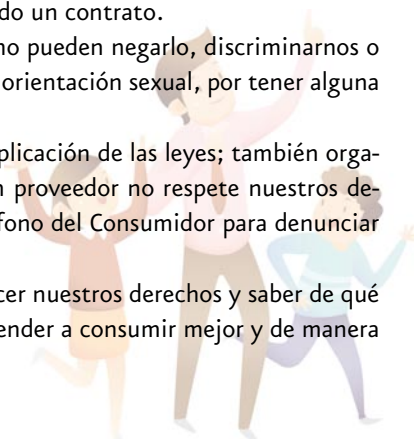 do un contrato.
no pueden negarlo, discriminarnos o
orientación sexual, por tener alguna
plicación de las leyes; también orga-
n proveedor no respete nuestros de-
fono del Consumidor para denunciar
cer nuestros derechos y saber de qué
ender a consumir mejor y de manera